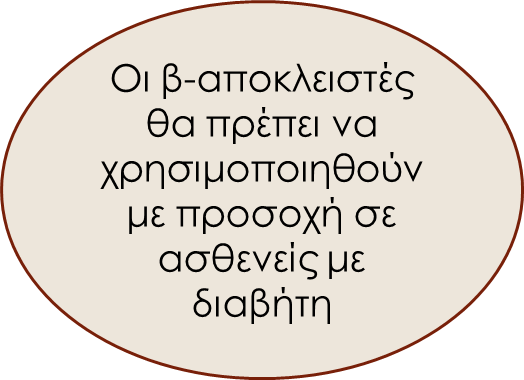 Οι β-αποκλειστές
θα πρέπει να
χρησιμοποιηθούν
με προσοχή σε
ασθενείς με
διαβήτη